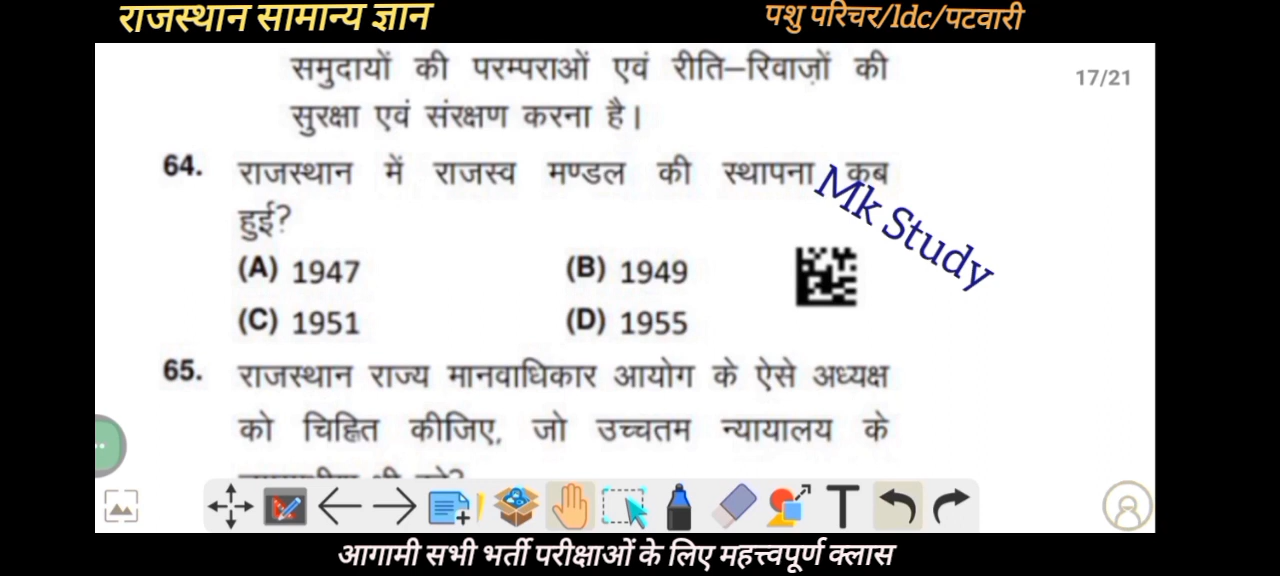 राजस्थान सामान्य ज्ञान
पशु परिचर/ldc/पटवारी
समुदायों की परम्पराओं एवं रीति–रिवाज़ों की
17/21
सुरक्षा एवं संरक्षण करना है।
64. राजस्थान में राजस्व मण्डल की स्थापना कब
हुई?
Mk Study
(A) 1947 (B) 1949
(C) 1951 (D) 1955
65. राजस्थान राज्य मानवाधिकार आयोग के ऐसे अध्यक्ष
को चिह्नित कीजिए, जो उच्चतम न्यायालय के
T
आगामी सभी भर्ती परीक्षाओं के लिए महत्त्वपूर्ण क्लास